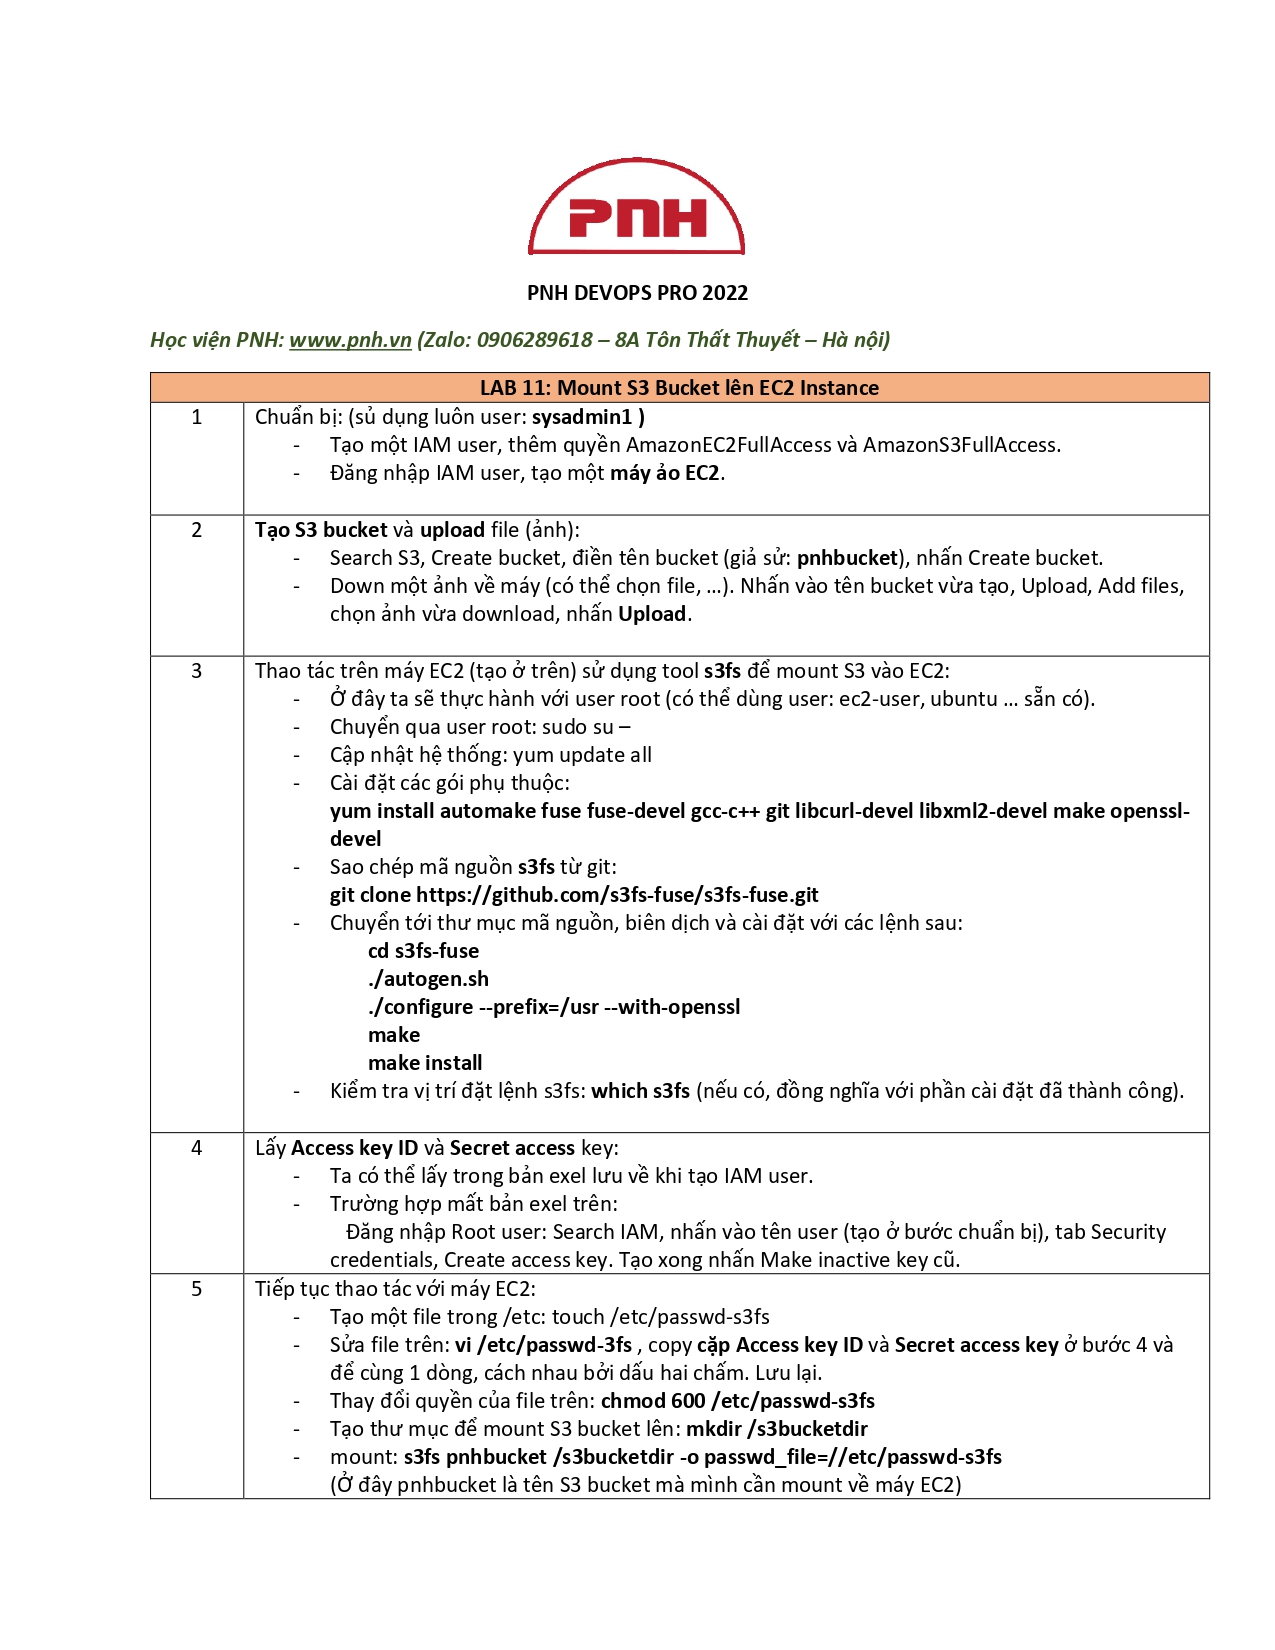 PNH
PNH DEVOPS PRO 2022
Học viện PNH: www.pnh.vn (Zalo: 0906289618 – 8A Tôn Thất Thuyết – Hà nội)
LAB 11: Mount S3 Bucket lên EC2 Instance
1
Chuẩn bị: (sủ dụng luôn user: sysadmin1 )
- Tạo một IAM user, thêm quyền AmazonEC2FullAccess và AmazonS3FullAccess.
- Đăng nhập IAM user, tạo một máy ảo EC2.
2
Tạo S3 bucket và upload file (ảnh):
- Search S3, Create bucket, điền tên bucket (giả sử: pnhbucket), nhấn Create bucket.
- Down một ảnh về máy (có thể chọn file, …). Nhấn vào tên bucket vừa tạo, Upload, Add files,
chọn ảnh vừa download, nhấn Upload.
3
Thao tác trên máy EC2 (tạo ở trên) sử dụng tool s3fs để mount S3 vào EC2:
- Ở đây ta sẽ thực hành với user root (có thể dùng user: ec2-user, ubuntu … sẵn có).
- Chuyển qua user root: sudo su –
- Cập nhật hệ thống: yum update all
- Cài đặt các gói phụ thuộc:
yum install automake fuse fuse-devel gcc-c++ git libcurl-devel libxml2-devel make openssl-
devel
- Sao chép mã nguồn s3fs từ git:
git clone https://github.com/s3fs-fuse/s3fs-fuse.git
- Chuyển tới thư mục mã nguồn, biên dịch và cài đặt với các lệnh sau:
cd s3fs-fuse
./autogen.sh
./configure --prefix=/usr --with-openssl
make
make install
- Kiểm tra vị trí đặt lệnh s3fs: which s3fs (nếu có, đồng nghĩa với phần cài đặt đã thành công).
4
Lấy Access key ID và Secret access key:
- Ta có thể lấy trong bản exel lưu về khi tạo IAM user.
- Trường hợp mất bản exel trên:
Đăng nhập Root user: Search IAM, nhấn vào tên user (tạo ở bước chuẩn bị), tab Security
credentials, Create access key. Tạo xong nhấn Make inactive key cũ.
5
Tiếp tục thao tác với máy EC2:
- Tạo một file trong /etc: touch /etc/passwd-s3fs
- Sửa file trên: vi /etc/passwd-3fs , copy cặp Access key ID và Secret access key ở bước 4 và
để cùng 1 dòng, cách nhau bởi dấu hai chấm. Lưu lại.
- Thay đổi quyền của file trên: chmod 600 /etc/passwd-s3fs
- Tạo thư mục để mount S3 bucket lên: mkdir /s3bucketdir
- mount: s3fs pnhbucket /s3bucketdir -o passwd_file=//etc/passwd-s3fs
(Ở đây pnhbucket là tên S3 bucket mà mình cần mount về máy EC2)